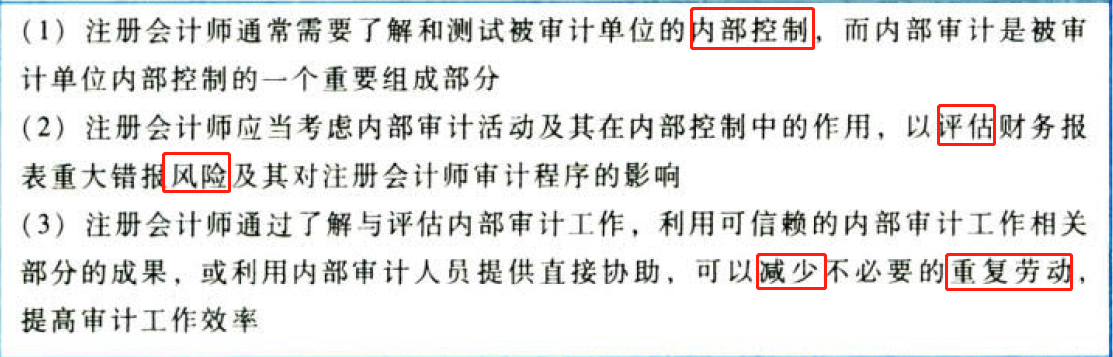 (1) 注册会计师通常需要了解和测试被审计单位的内部控制，而内部审计是被审
计单位内部控制的一个重要组成部分
(2) 注册会计师应当考虑内部审计活动及其在内部控制中的作用，以评估财务报
表重大错报风险及其对注册会计师审计程序的影响
(3) 注册会计师通过了解与评估内部审计工作，利用可信赖的内部审计工作相关
部分的成果，或利用内部审计人员提供直接协助，可以减少不必要的重复劳动，
提高审计工作效率